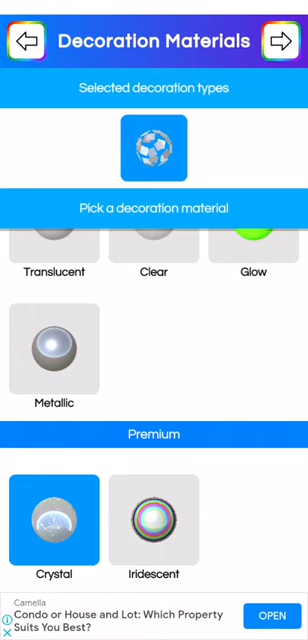 Decoration Materials
Selected decoration types
Pick a decoration material
Translucent
Clear
Glow
Metallic
Premium
Crystal
Iridescent
Camella
Condo or House and Lot: Which Property
Suits You Best?
OPEN